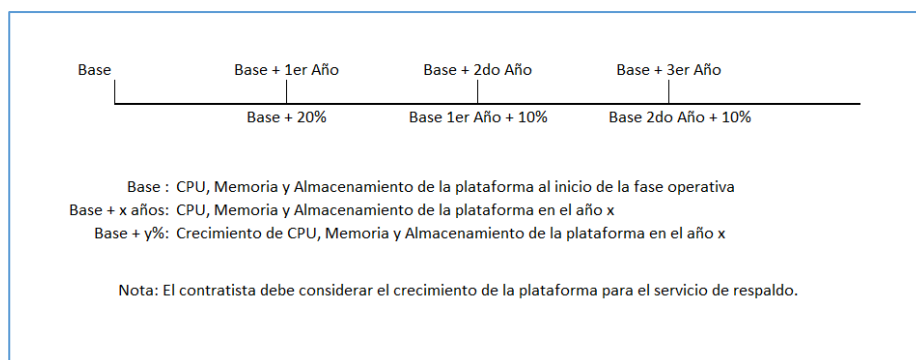 Base
Base + 1er Año
Base + 2do Año
Base + 3er Año
Base + 20%
Base 1er Año + 10%
Base 2do Año + 10%
Base : CPU, Memoria y Almacenamiento de la plataforma al inicio de la fase operativa
Base + x años: CPU, Memoria y Almacenamiento de la plataforma en el año x
Base + y%: Crecimiento de CPU, Memoria y Almacenamiento de la plataforma en el año x
Nota: El contratista debe considerar el crecimiento de la plataforma para el servicio de respaldo.